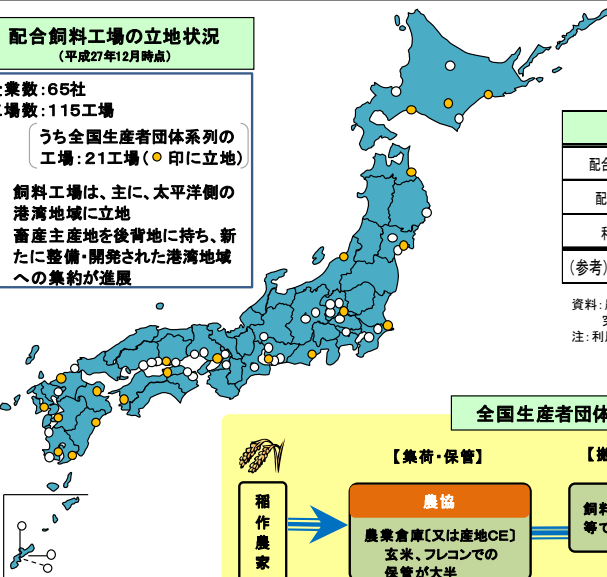 配合飼料工場の立地状況
（平成27年12月時点）
業数：65社
場数：115工場
うち全国生産者団体系列の
工場：21工場（ 印に立地）
飼料工場は、主に、太平洋側の
港湾地域に立地
畜産主産地を後背地に持ち、新
たに整備・開発された港湾地域
への集約が進展
配合
配
（参考）
資料：
注：利
全国生産者団体
【集荷・保管】
【搬
稲作農家
農協
農業倉庫〔又は産地CE〕
玄米、フレコンでの
保管が大半
飼料
等で